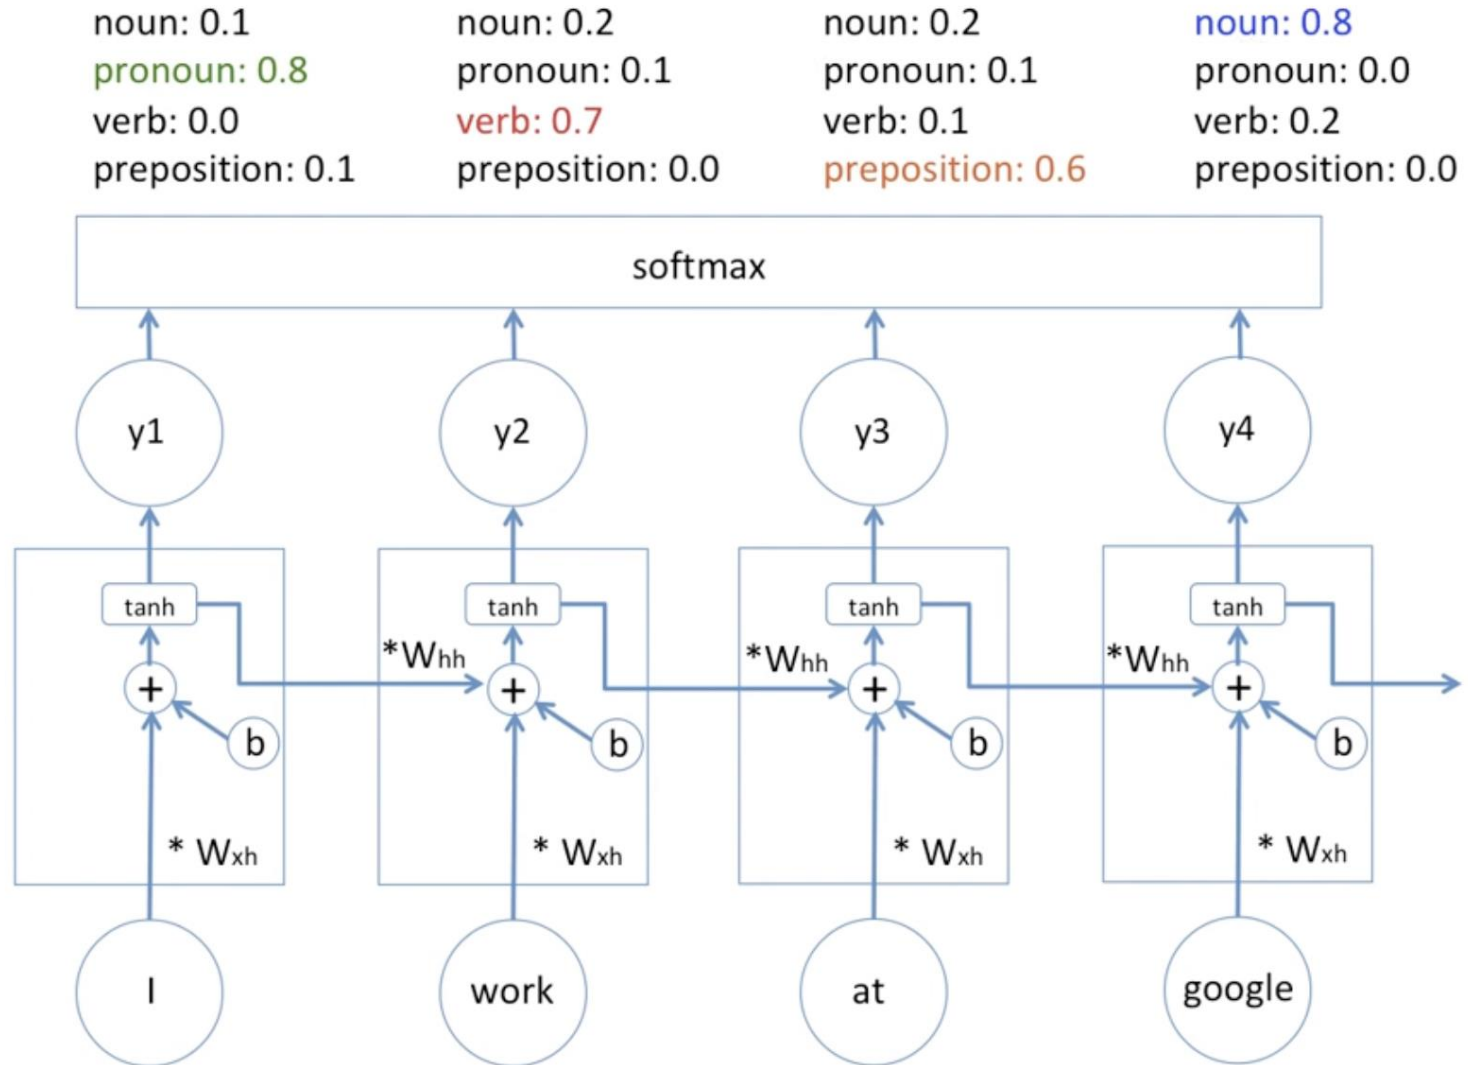 noun: 0.1
pronoun: 0.8
verb: 0.0
preposition: 0.1
noun: 0.2
pronoun: 0.1
verb: 0.7
preposition: 0.0
noun: 0.2
pronoun: 0.1
verb: 0.1
preposition: 0.6
noun: 0.8
pronoun: 0.0
verb: 0.2
preposition: 0.0
softmax
y1
y2
y3
y4
tanh
tanh
tanh
tanh
*Whh
*Whh
*Whh
+
+
+
+
b
b
b
b
* Wxh
* Wxh
* Wxh
* Wxh
I
work
at
google